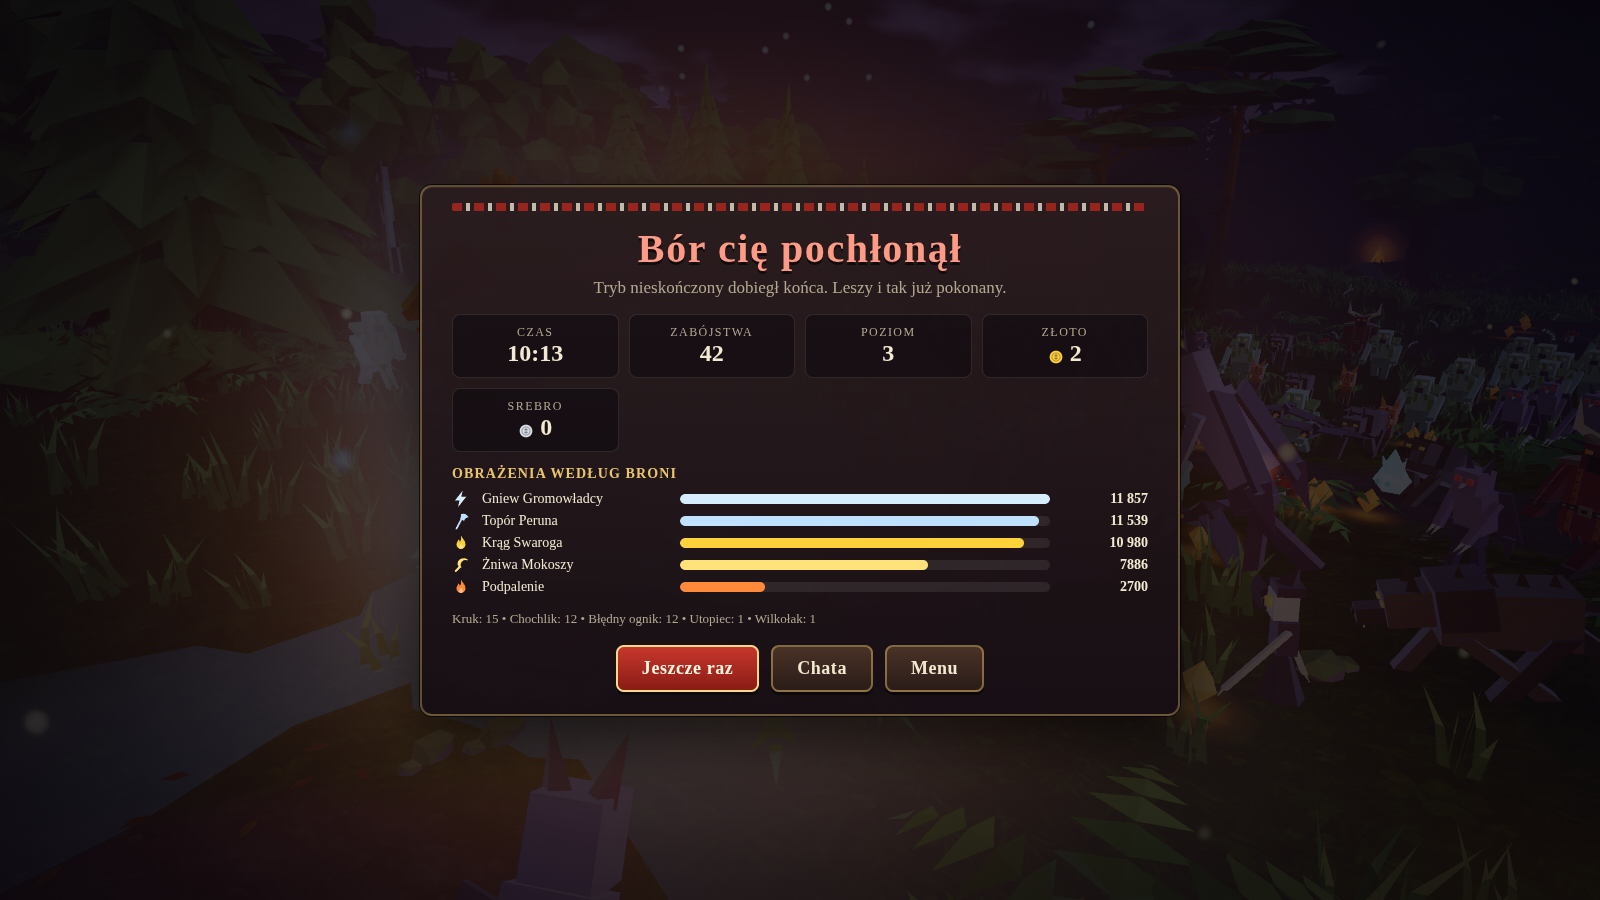 Bór cię pochłonął
Tryb nieskończony dobiegł końca. Leszy i tak już pokonany.
CZAS
10:13
ZABÓJSTWA
42
POZIOM
3
ZŁOTO
2
SREBRO
0
OBRAŻENIA WEDŁUG BRONI
Gniew Gromowładcy 11 857
Topór Peruna 11 539
Krąg Swaroga 10 980
Żniwa Mokoszy 7886
Podpalenie 2700
Kruk: 15 • Chochlik: 12 • Błędny ognik: 12 • Utopiec: 1 • Wilkołak: 1
Jeszcze raz
Chata
Menu